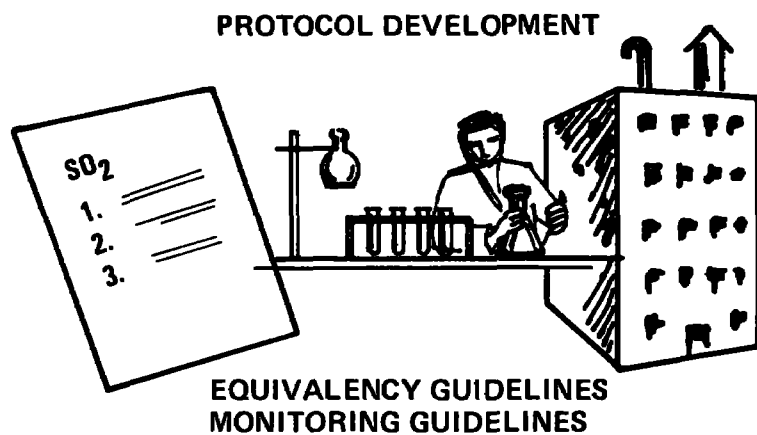 PROTOCOL DEVELOPMENT
SO2
1.
2.
3.
EQUIVALENCY GUIDELINES
MONITORING GUIDELINES